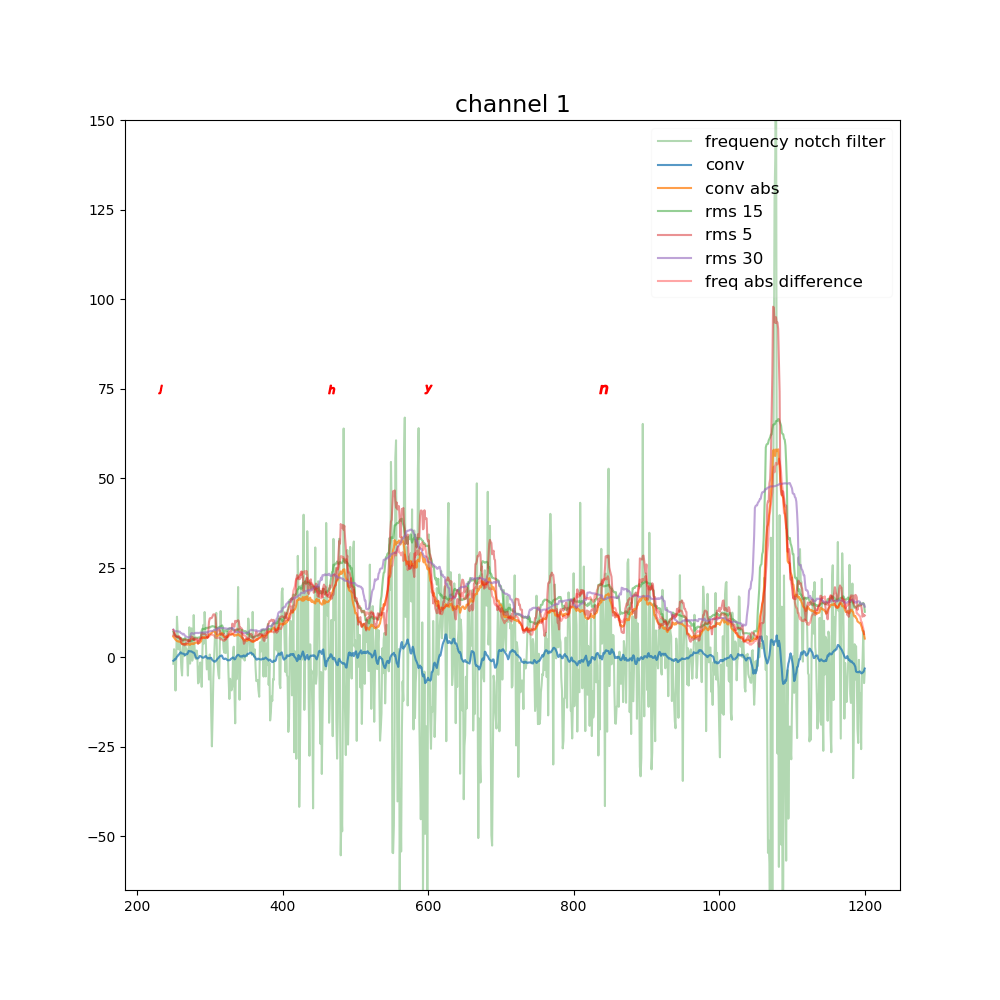 channel 1
150
125
100
75
50
25
0
−25
−50
200 400 600 800 1000 1200
frequency notch filter
conv
conv abs
rms 15
rms 5
rms 30
freq abs difference
j h y n